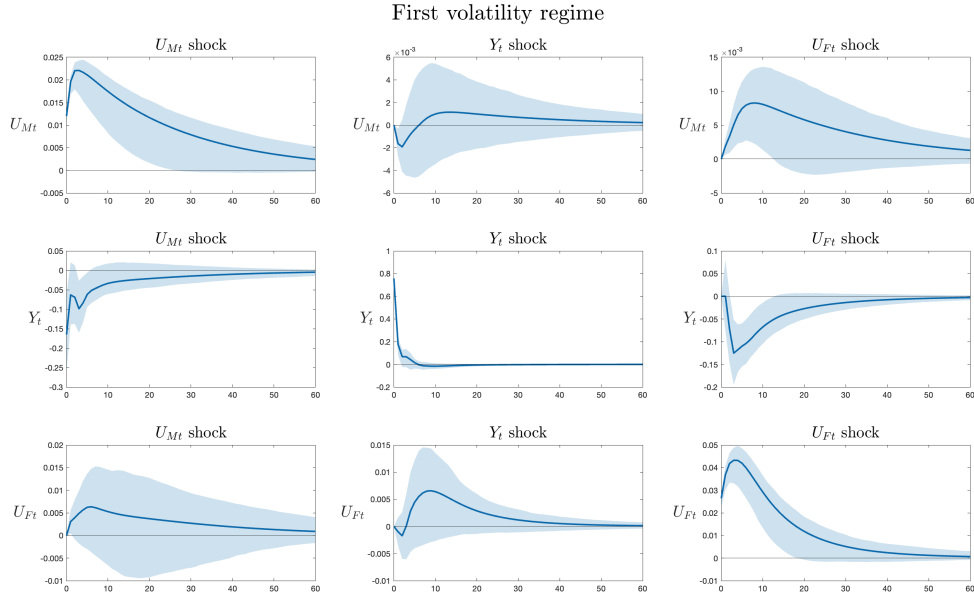 First volatility regime
U_{Mt} shock
Y_t shock
U_{Ft} shock
×10^{-3}
×10^{-3}
0.025
0.02
0.015
0.01
0.005
0
-0.005
U_{Mt}
0 10 20 30 40 50 60
6
4
2
0
-2
-4
-6
U_{Mt}
0 10 20 30 40 50 60
15
10
5
0
-5
U_{Mt}
0 10 20 30 40 50 60
U_{Mt} shock
Y_t shock
U_{Ft} shock
0.05
0
-0.05
-0.1
-0.15
-0.2
-0.25
-0.3
Y_t
0 10 20 30 40 50 60
1
0.8
0.6
0.4
0.2
0
-0.2
Y_t
0 10 20 30 40 50 60
0.1
0.05
0
-0.05
-0.1
-0.15
-0.2
Y_t
0 10 20 30 40 50 60
U_{Mt} shock
Y_t shock
U_{Ft} shock
0.02
0.015
0.01
0.005
0
-0.005
-0.01
U_{Ft}
0 10 20 30 40 50 60
0.015
0.01
0.005
0
-0.005
-0.01
U_{Ft}
0 10 20 30 40 50 60
0.05
0.04
0.03
0.02
0.01
0
-0.01
U_{Ft}
0 10 20 30 40 50 60